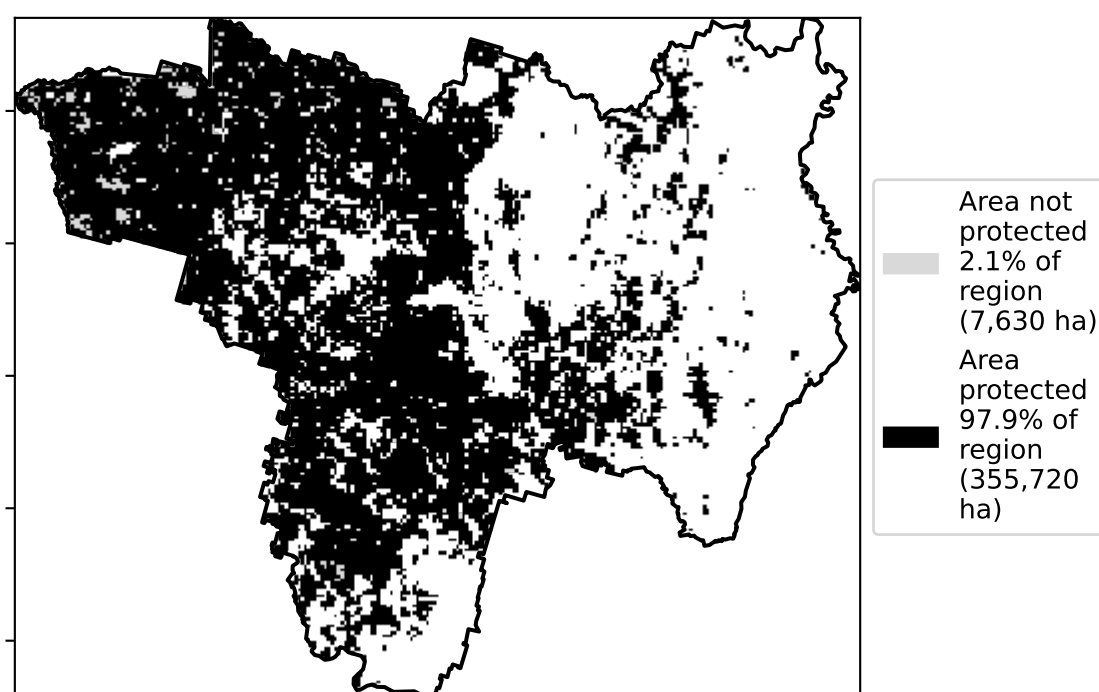 Area not
protected
2.1% of
region
(7,630 ha)
Area
protected
97.9% of
region
(355,720
ha)